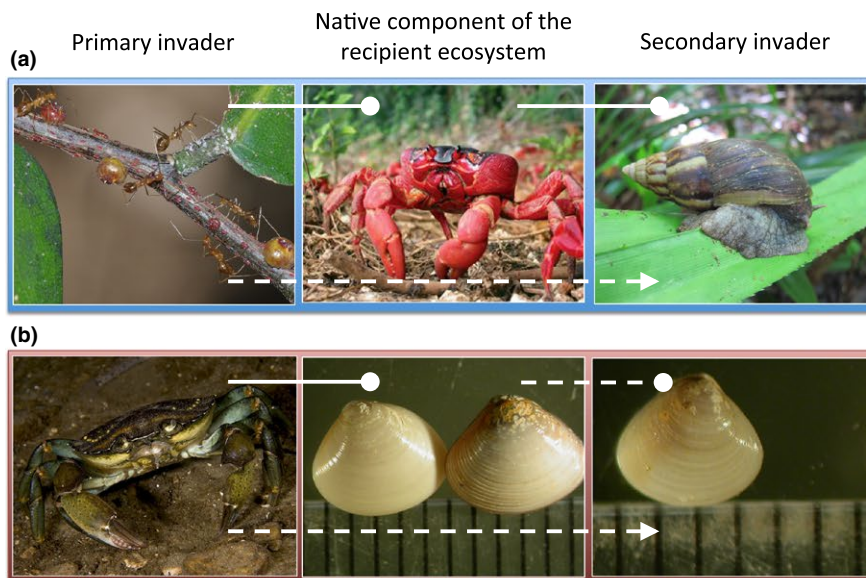 Primary invader
Native component of the
recipient ecosystem
Secondary invader
(a)
(b)